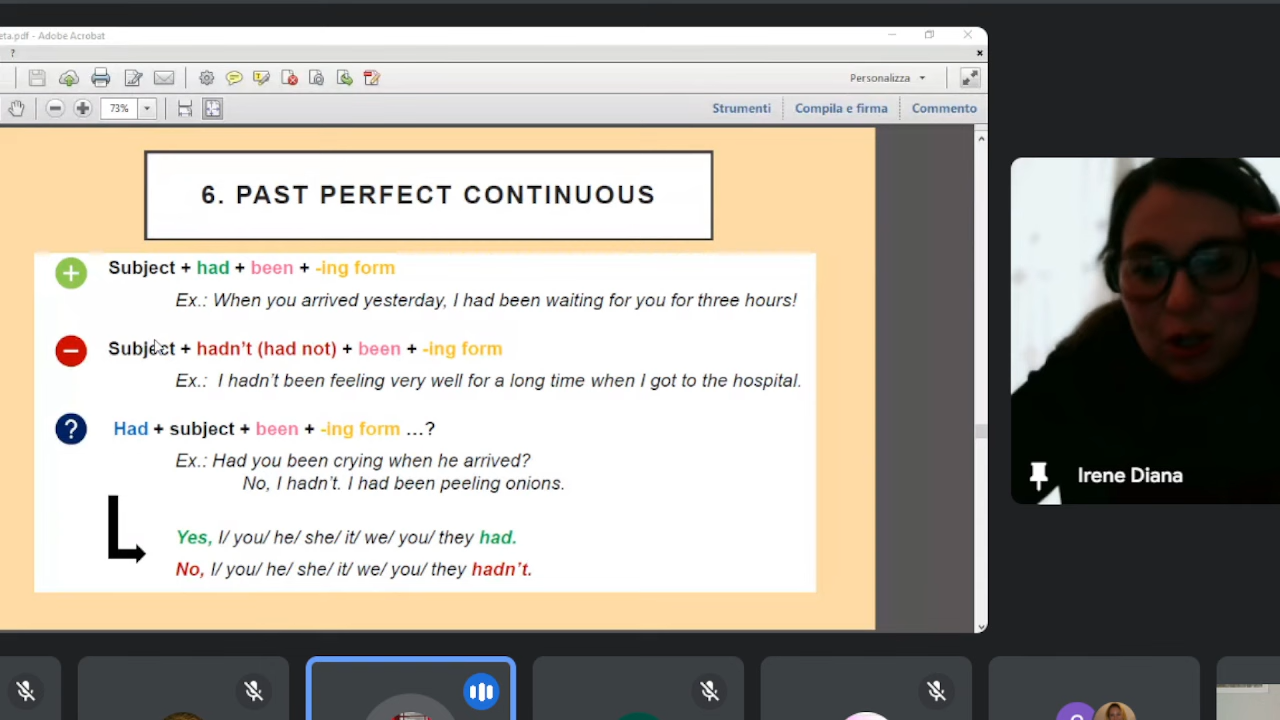 eta.pdf - Adobe Acrobat
?
Personalizza
73%
Strumenti
Compila e firma
Commento
6. PAST PERFECT CONTINUOUS
+ Subject + had + been + -ing form
Ex.: When you arrived yesterday, I had been waiting for you for three hours!
− Subject + hadn't (had not) + been + -ing form
Ex.: I hadn't been feeling very well for a long time when I got to the hospital.
? Had + subject + been + -ing form ...?
Ex.: Had you been crying when he arrived?
No, I hadn't. I had been peeling onions.
Yes, I/ you/ he/ she/ it/ we/ you/ they had.
No, I/ you/ he/ she/ it/ we/ you/ they hadn't.
Irene Diana